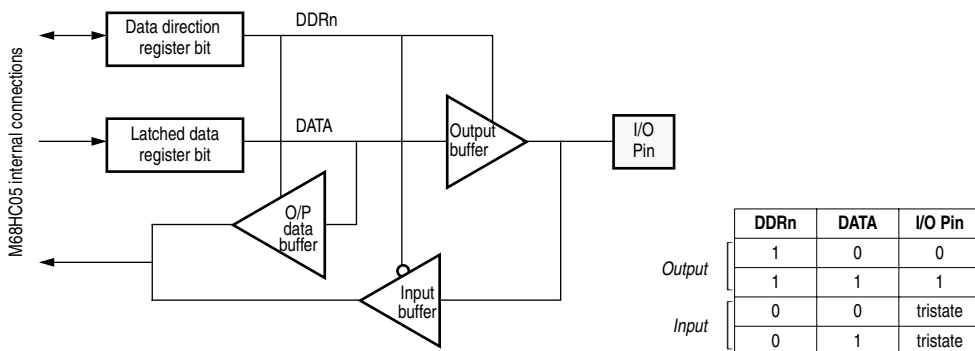 M68HC05 internal connections
Data direction
register bit
DDRn
Latched data
register bit
DATA
Output
buffer
I/O
Pin
O/P
data
buffer
Input
buffer
DDRn DATA I/O Pin
Output
1 0 0
1 1 1
Input
0 0 tristate
0 1 tristate